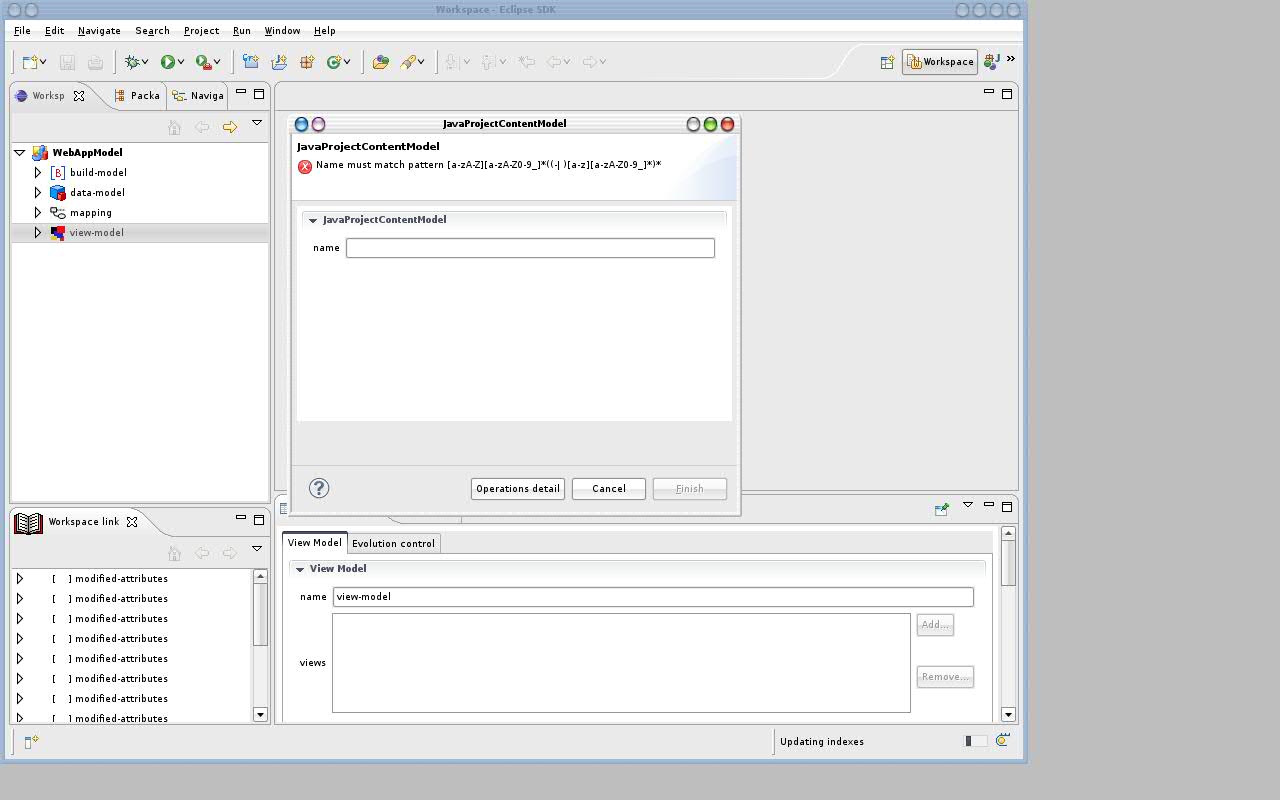 Workspace - Eclipse SDK
File Edit Navigate Search Project Run Window Help
Workspace J »
Worksp Packa Naviga
WebAppModel
[B] build-model
data-model
mapping
view-model
JavaProjectContentModel
JavaProjectContentModel
Name must match pattern [a-zA-Z][a-zA-Z0-9_]*((-| )[a-z][a-zA-Z0-9_]*)*
JavaProjectContentModel
name
? Operations detail Cancel Finish
Workspace link
[ ] modified-attributes
[ ] modified-attributes
[ ] modified-attributes
[ ] modified-attributes
[ ] modified-attributes
[ ] modified-attributes
[ ] modified-attributes
[ ] modified-attributes
View Model Evolution control
View Model
name view-model
views
Add...
Remove...
Updating indexes